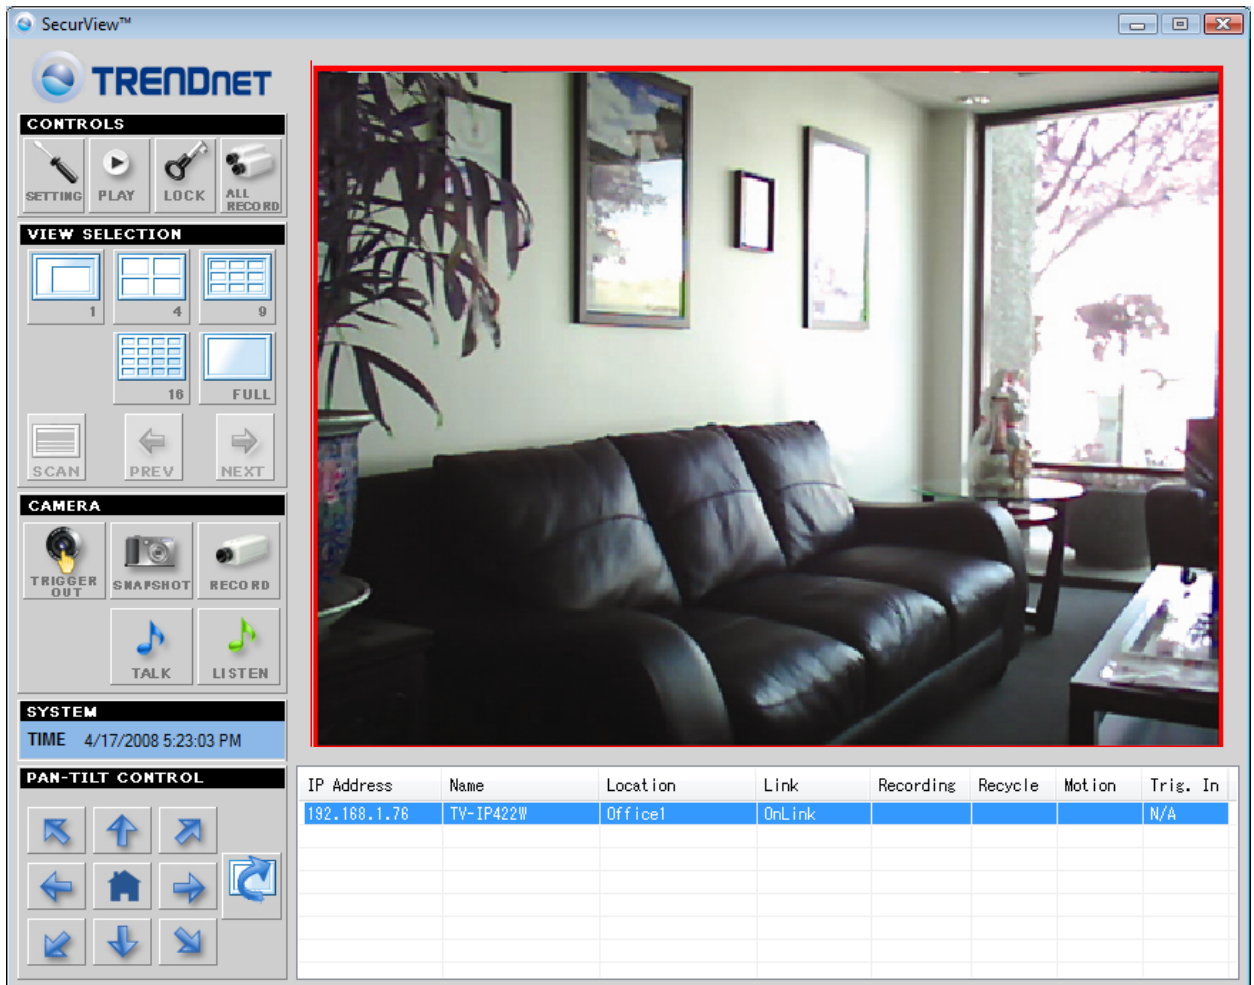 SecurView™
TRENDNET
CONTROLS
SETTING
PLAY
LOCK
ALL
RECORD
VIEW SELECTION
1
4
9
16
FULL
SCAN
PREV
NEXT
CAMERA
TRIGGER
OUT
SNAPSHOT
RECORD
TALK
LISTEN
SYSTEM
TIME 4/17/2008 5:23:03 PM
PAN-TILT CONTROL
IP Address Name Location Link Recording Recycle Motion Trig. In
192.168.1.76 TV-IP422W Office1 OnLink N/A